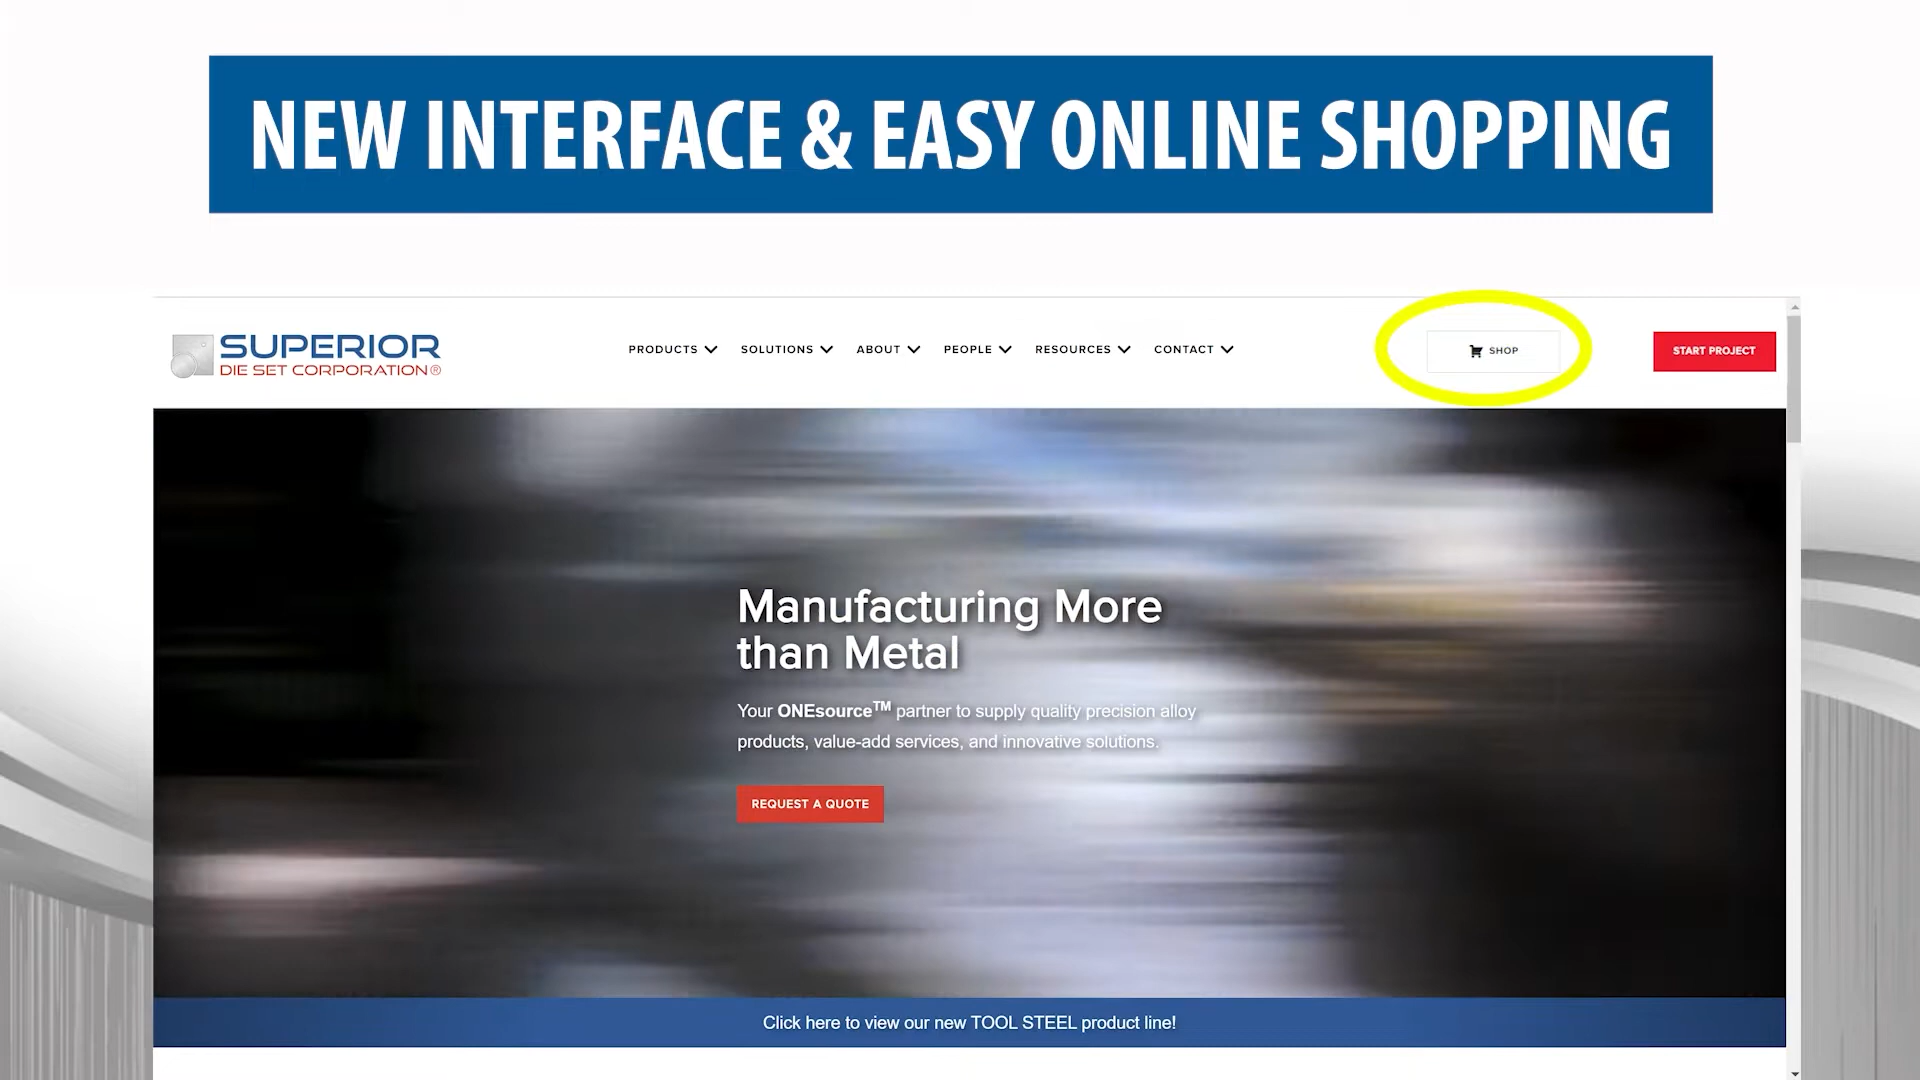 NEW INTERFACE & EASY ONLINE SHOPPING
SUPERIOR
DIE SET CORPORATION®
PRODUCTS SOLUTIONS ABOUT PEOPLE RESOURCES CONTACT SHOP START PROJECT
Manufacturing More
than Metal
Your ONEsource™ partner to supply quality precision alloy
products, value-add services, and innovative solutions.
REQUEST A QUOTE
Click here to view our new TOOL STEEL product line!